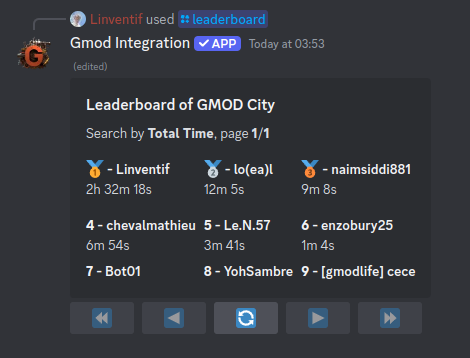 Linventif used leaderboard
Gmod Integration ✓ APP Today at 03:53
(edited)
Leaderboard of GMOD City
Search by Total Time, page 1/1
1 - Linventif 2 - lo(ea)l 3 - naimsiddi881
2h 32m 18s 12m 5s 9m 8s
4 - chevalmathieu 5 - Le.N.57 6 - enzobury25
6m 54s 3m 41s 1m 4s
7 - Bot01 8 - YohSambre 9 - [gmodlife] cece